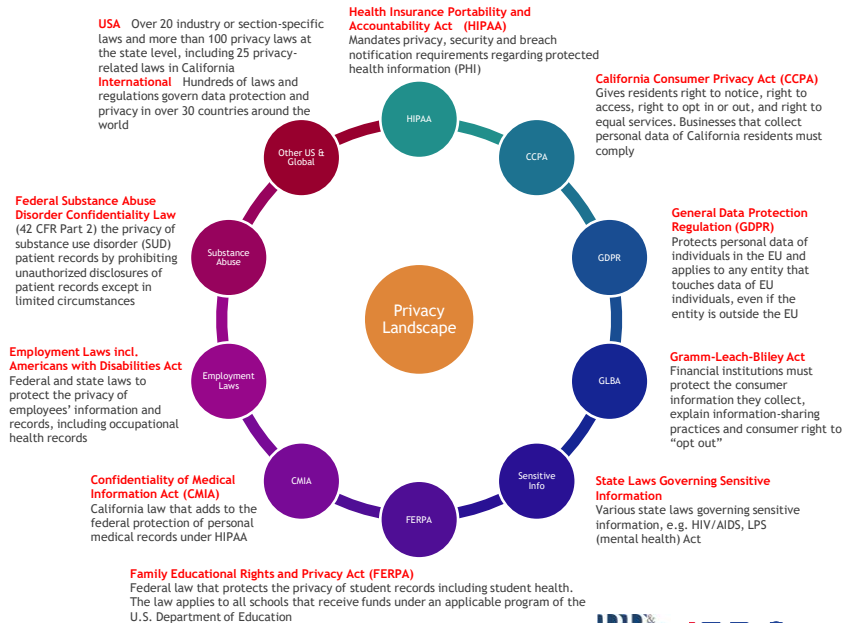 Health Insurance Portability and
Accountability Act (HIPAA)
Mandates privacy, security and breach
notification requirements regarding protected
health information (PHI)
USA Over 20 industry or section-specific
laws and more than 100 privacy laws at
the state level, including 25 privacy-
related laws in California
International Hundreds of laws and
regulations govern data protection and
privacy in over 30 countries around the
world
California Consumer Privacy Act (CCPA)
Gives residents right to notice, right to
access, right to opt in or out, and right to
equal services. Businesses that collect
personal data of California residents must
comply
HIPAA
Other US &
Global
CCPA
Federal Substance Abuse
Disorder Confidentiality Law
(42 CFR Part 2) the privacy of
substance use disorder (SUD)
patient records by prohibiting
unauthorized disclosures of
patient records except in
limited circumstances
Substance
Abuse
GDPR
General Data Protection
Regulation (GDPR)
Protects personal data of
individuals in the EU and
applies to any entity that
touches data of EU
individuals, even if the
entity is outside the EU
Privacy
Landscape
Employment Laws incl.
Americans with Disabilities Act
Federal and state laws to
protect the privacy of
employees' information and
records, including occupational
health records
Employment
Laws
GLBA
Gramm-Leach-Bliley Act
Financial institutions must
protect the consumer
information they collect,
explain information-sharing
practices and consumer right to
“opt out”
Confidentiality of Medical
Information Act (CMIA)
California law that adds to the
federal protection of personal
medical records under HIPAA
CMIA
FERPA
Sensitive
Info
State Laws Governing Sensitive
Information
Various state laws governing sensitive
information, e.g. HIV/AIDS, LPS
(mental health) Act
Family Educational Rights and Privacy Act (FERPA)
Federal law that protects the privacy of student records including student health.
The law applies to all schools that receive funds under an applicable program of the
U.S. Department of Education